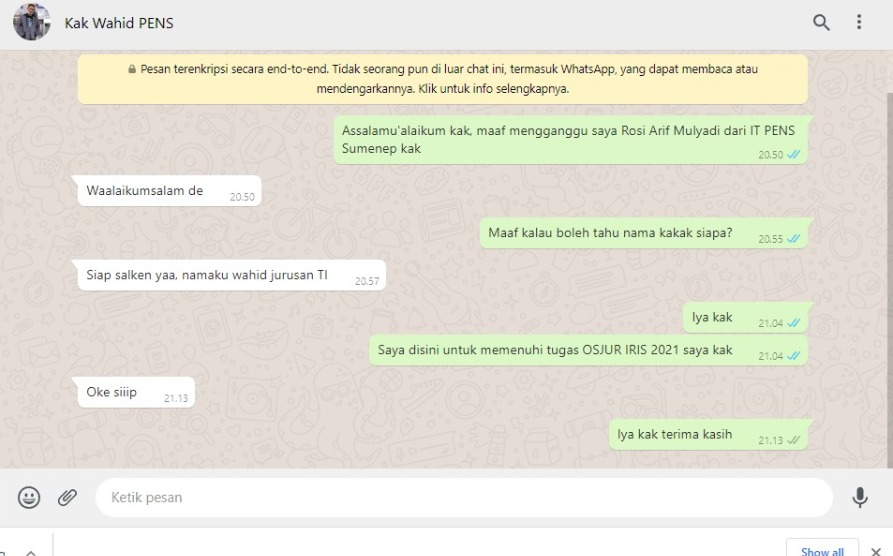 Kak Wahid PENS
Pesan terenkripsi secara end-to-end. Tidak seorang pun di luar chat ini, termasuk WhatsApp, yang dapat membaca atau
mendengarkannya. Klik untuk info selengkapnya.
Assalamu'alaikum kak, maaf mengganggu saya Rosi Arif Mulyadi dari IT PENS
Sumenep kak
20.50
Waalaikumsalam de
20.50
Maaf kalau boleh tahu nama kakak siapa?
20.55
Siap salken yaa, namaku wahid jurusan TI
20.57
Iya kak
21.04
Saya disini untuk memenuhi tugas OSJUR IRIS 2021 saya kak
21.04
Oke siiip
21.13
Iya kak terima kasih
21.13
Ketik pesan
Show all